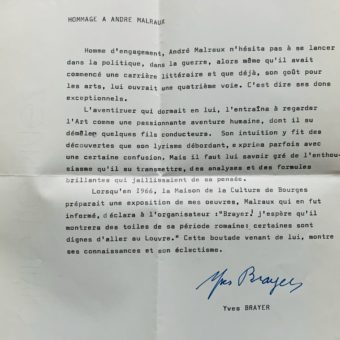 HOMMAGE A ANDRE MALRAUX
Homme d'engagement, André Malraux n'hésita pas à se lancer
dans la politique, dans la guerre, alors même qu'il avait
commencé une carrière littéraire et que déjà, son goût pour
les arts, lui ouvrait une quatrième voie. C'est dire ses dons
exceptionnels.
L'aventiruer qui dormait en lui, l'entraîna à regarder
l'Art comme une passionnante aventure humaine, dont il su
démêler quelques fils conducteurs. Son intuition y fit des
découvertes que son lyrisme débordant, exprima parfois avec
une certaine confusion. Mais il faut lui savoir gré de l'enthou-
siasme qu'il su transmettre, des analyses et des formules
brillantes qui jaillissaient de sa pensée.
Lorsqu'en 1966, la Maison de la Culture de Bourges
préparait une exposition de mes oeuvres, Malraux qui en fut
informé, déclara à l'organisateur :"Brayer! j'espère qu'il
montrera des toiles de sa période romaine: certaines sont
dignes d'aller au Louvre." Cette boutade venant de lui, montre
ses connaissances et son éclectisme.
Yves Brayer
Yves BRAYER